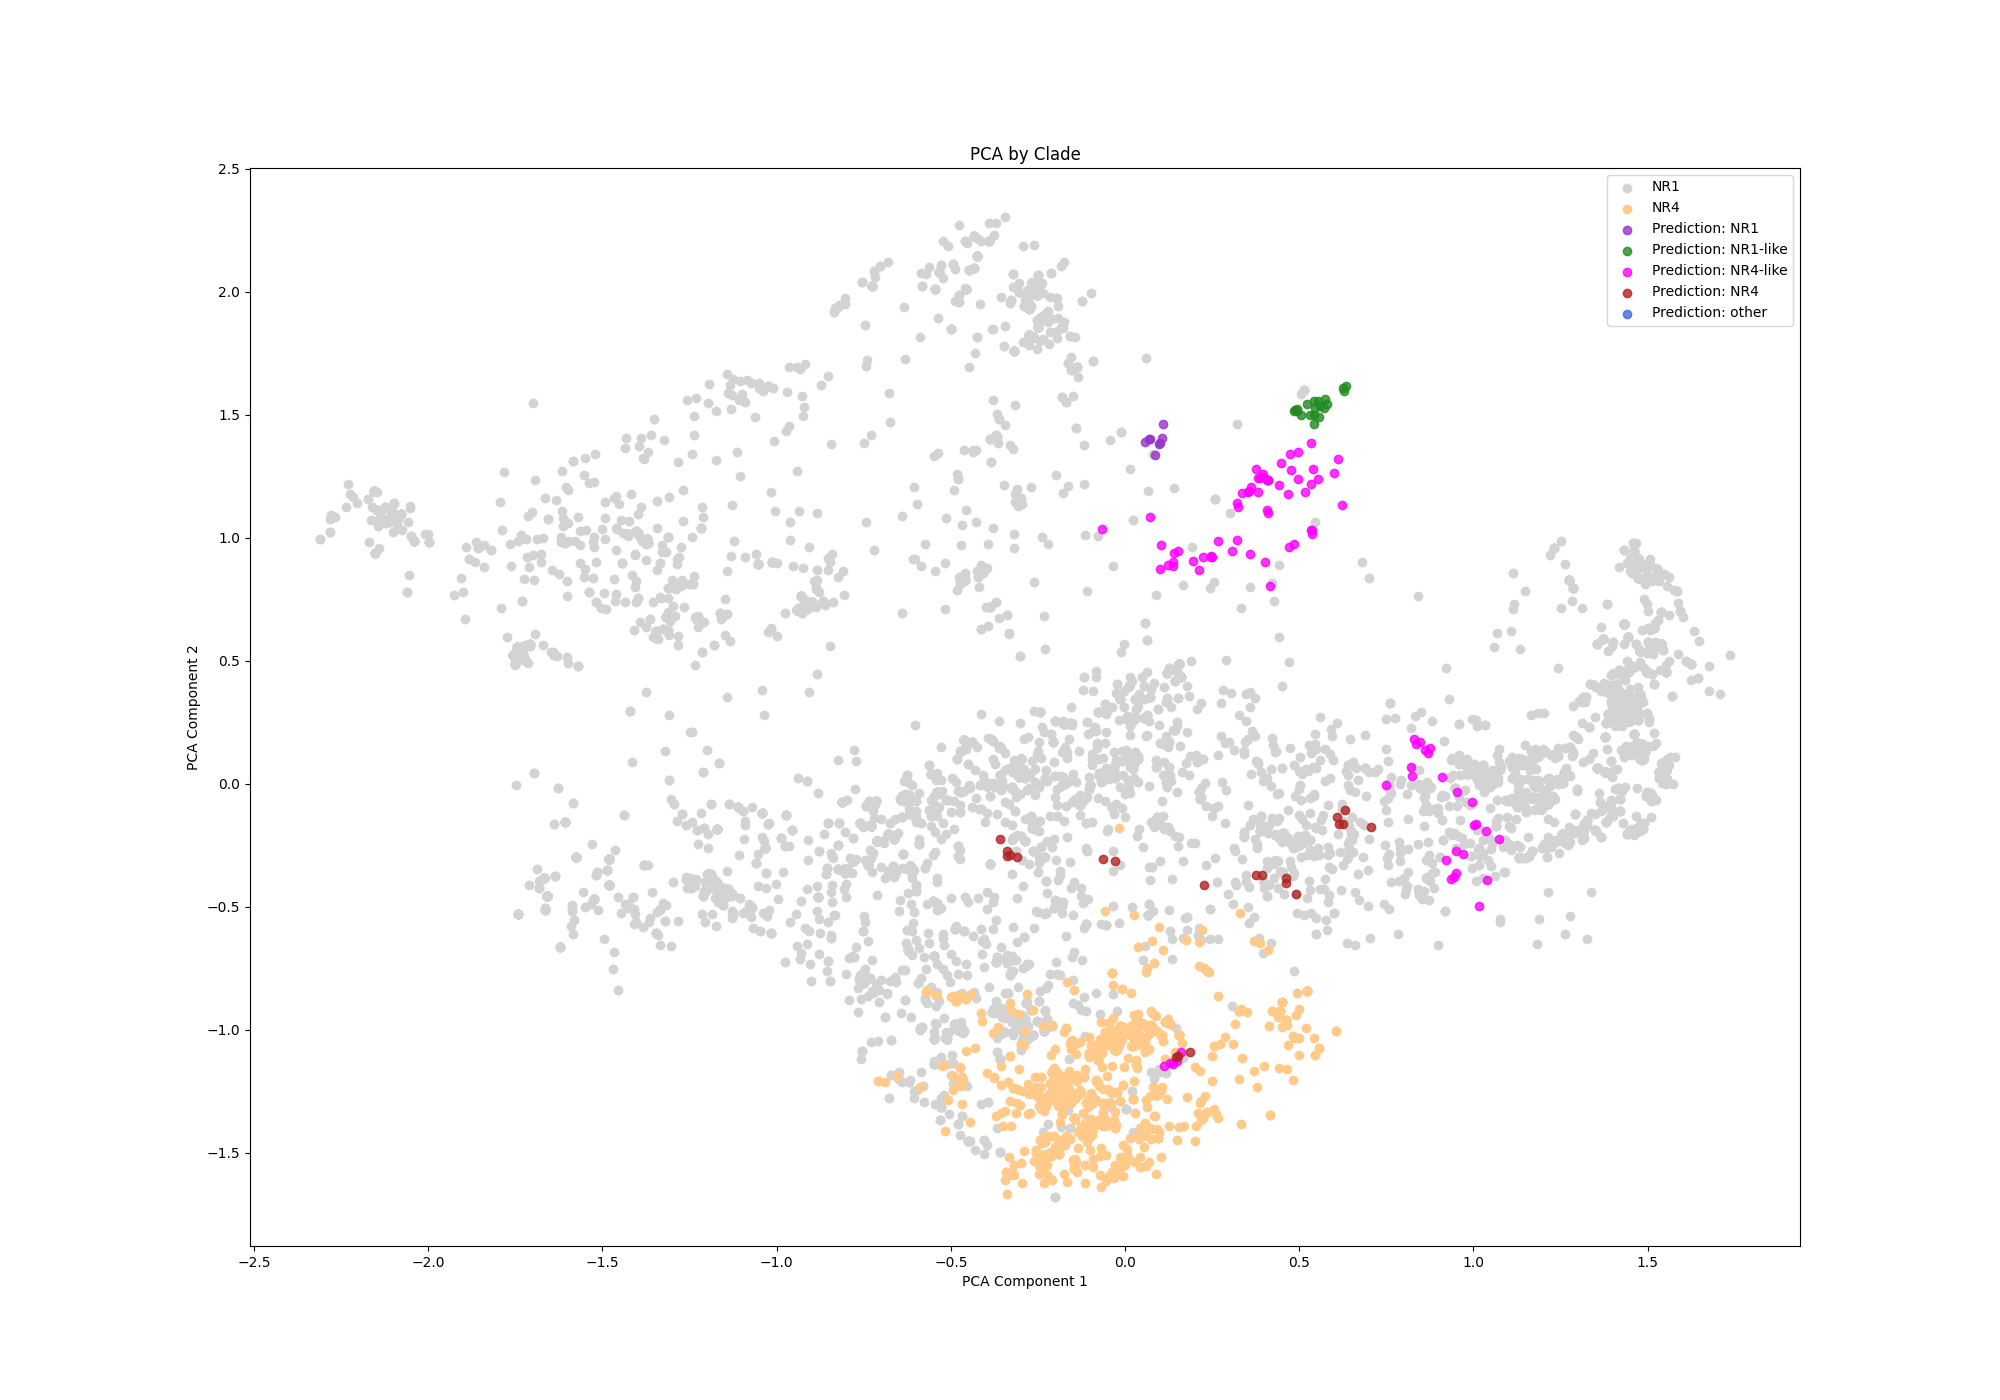 PCA by Clade
NR1
NR4
Prediction: NR1
Prediction: NR1-like
Prediction: NR4-like
Prediction: NR4
Prediction: other
PCA Component 2
2.5
2.0
1.5
1.0
0.5
0.0
−0.5
−1.0
−1.5
−2.5
−2.0
−1.5
−1.0
−0.5
0.0
0.5
1.0
1.5
PCA Component 1